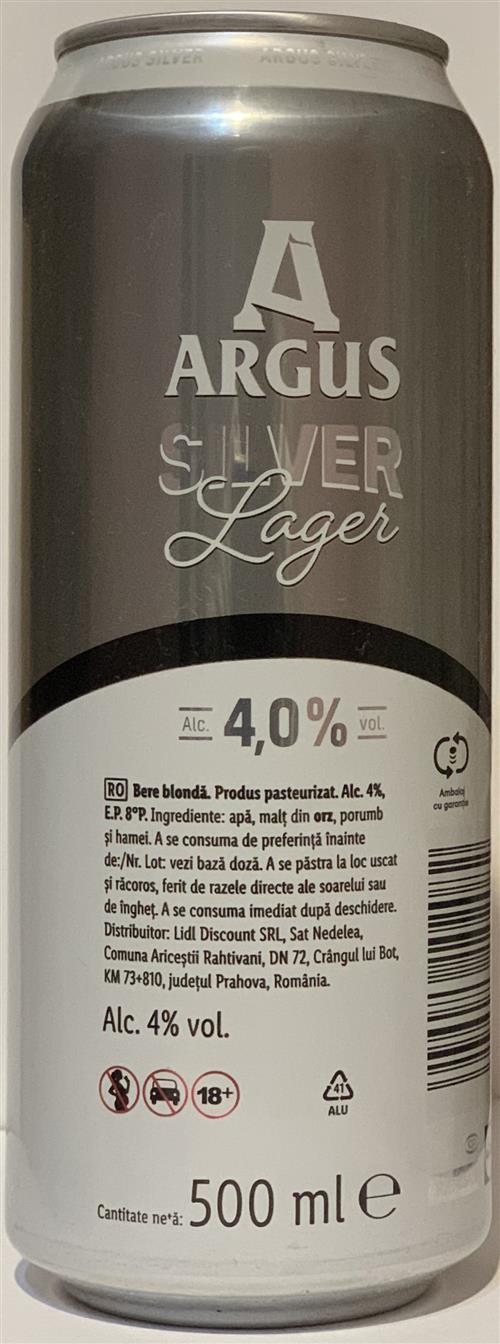 ARGUS SILVER ARGUS SILVER
ARGUS
SILVER
Lager
Alc. 4,0% vol.
RO Bere blondă. Produs pasteurizat. Alc. 4%,
E.P. 8°P. Ingrediente: apă, malț din orz, porumb
și hamei. A se consuma de preferință înainte
de:/Nr. Lot: vezi bază doză. A se păstra la loc uscat
și răcoros, ferit de razele directe ale soarelui sau
de îngheț. A se consuma imediat după deschidere.
Distribuitor: Lidl Discount SRL, Sat Nedelea,
Comuna Ariceștii Rahtivani, DN 72, Crângul lui Bot,
KM 73+810, județul Prahova, România.
Ambalaj
cu garanție
Alc. 4% vol.
18+
41
ALU
Cantitate netă: 500 ml e